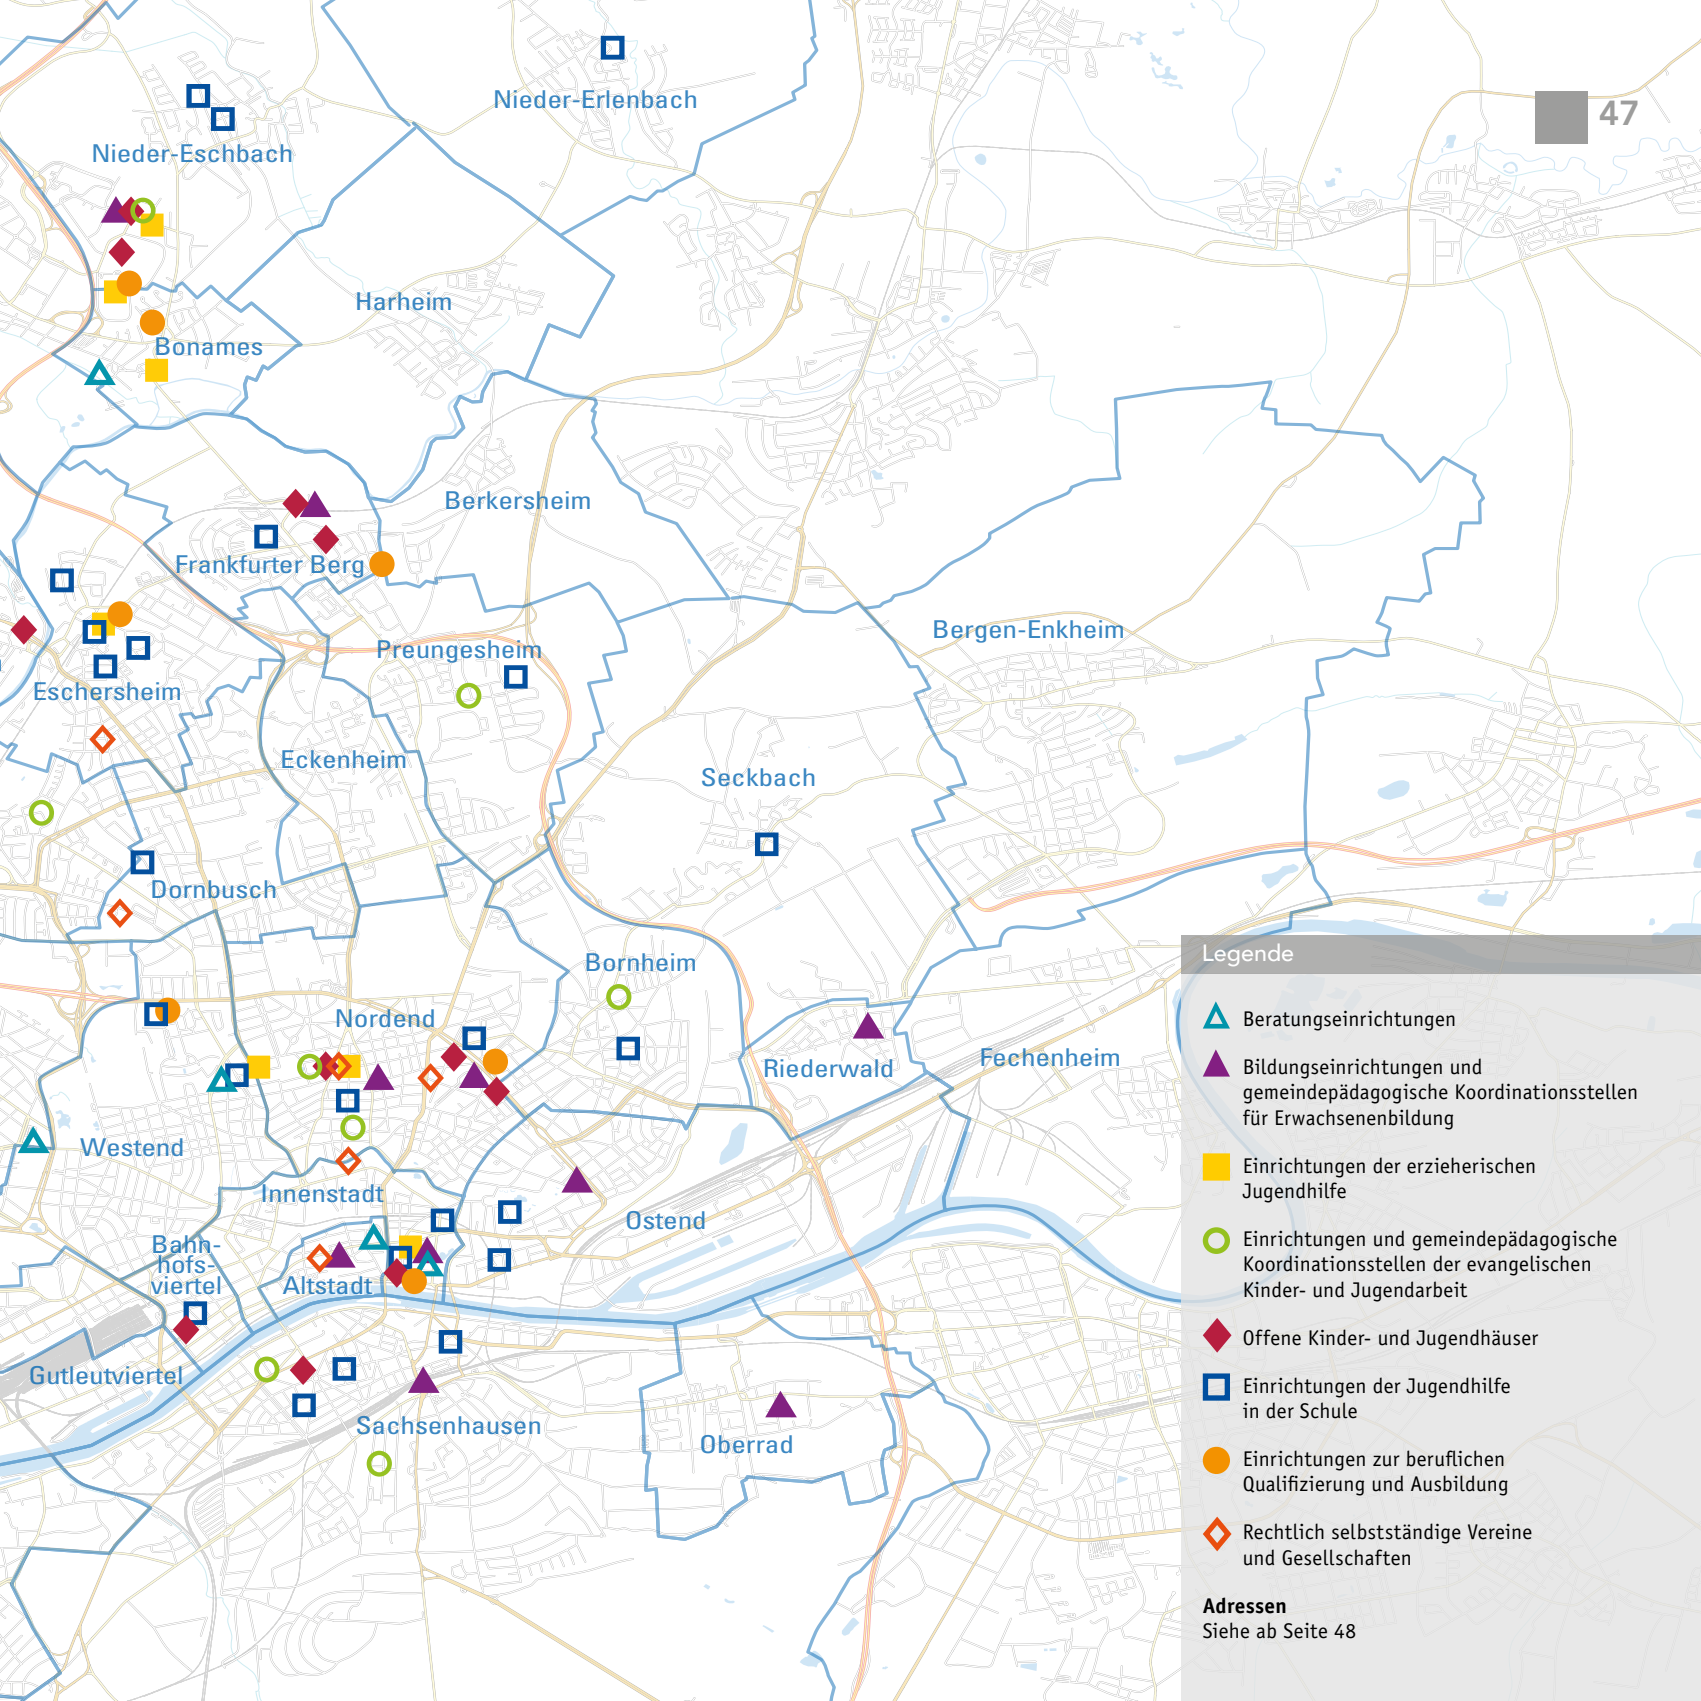 47
Nieder-Erlenbach
Nieder-Eschbach
Harheim
Bonames
Berkersheim
Frankfurter Berg
Bergen-Enkheim
Preungesheim
Eschersheim
Eckenheim
Seckbach
Dornbusch
Bornheim
Nordend
Riederwald
Fechenheim
Westend
Innenstadt
Ostend
Bahn-
hofs-
viertel
Altstadt
Gutleutviertel
Sachsenhausen
Oberrad
Legende
Beratungseinrichtungen
Bildungseinrichtungen und
gemeindepädagogische Koordinationsstellen
für Erwachsenenbildung
Einrichtungen der erzieherischen
Jugendhilfe
Einrichtungen und gemeindepädagogische
Koordinationsstellen der evangelischen
Kinder- und Jugendarbeit
Offene Kinder- und Jugendhäuser
Einrichtungen der Jugendhilfe
in der Schule
Einrichtungen zur beruflichen
Qualifizierung und Ausbildung
Rechtlich selbstständige Vereine
und Gesellschaften
Adressen
Siehe ab Seite 48